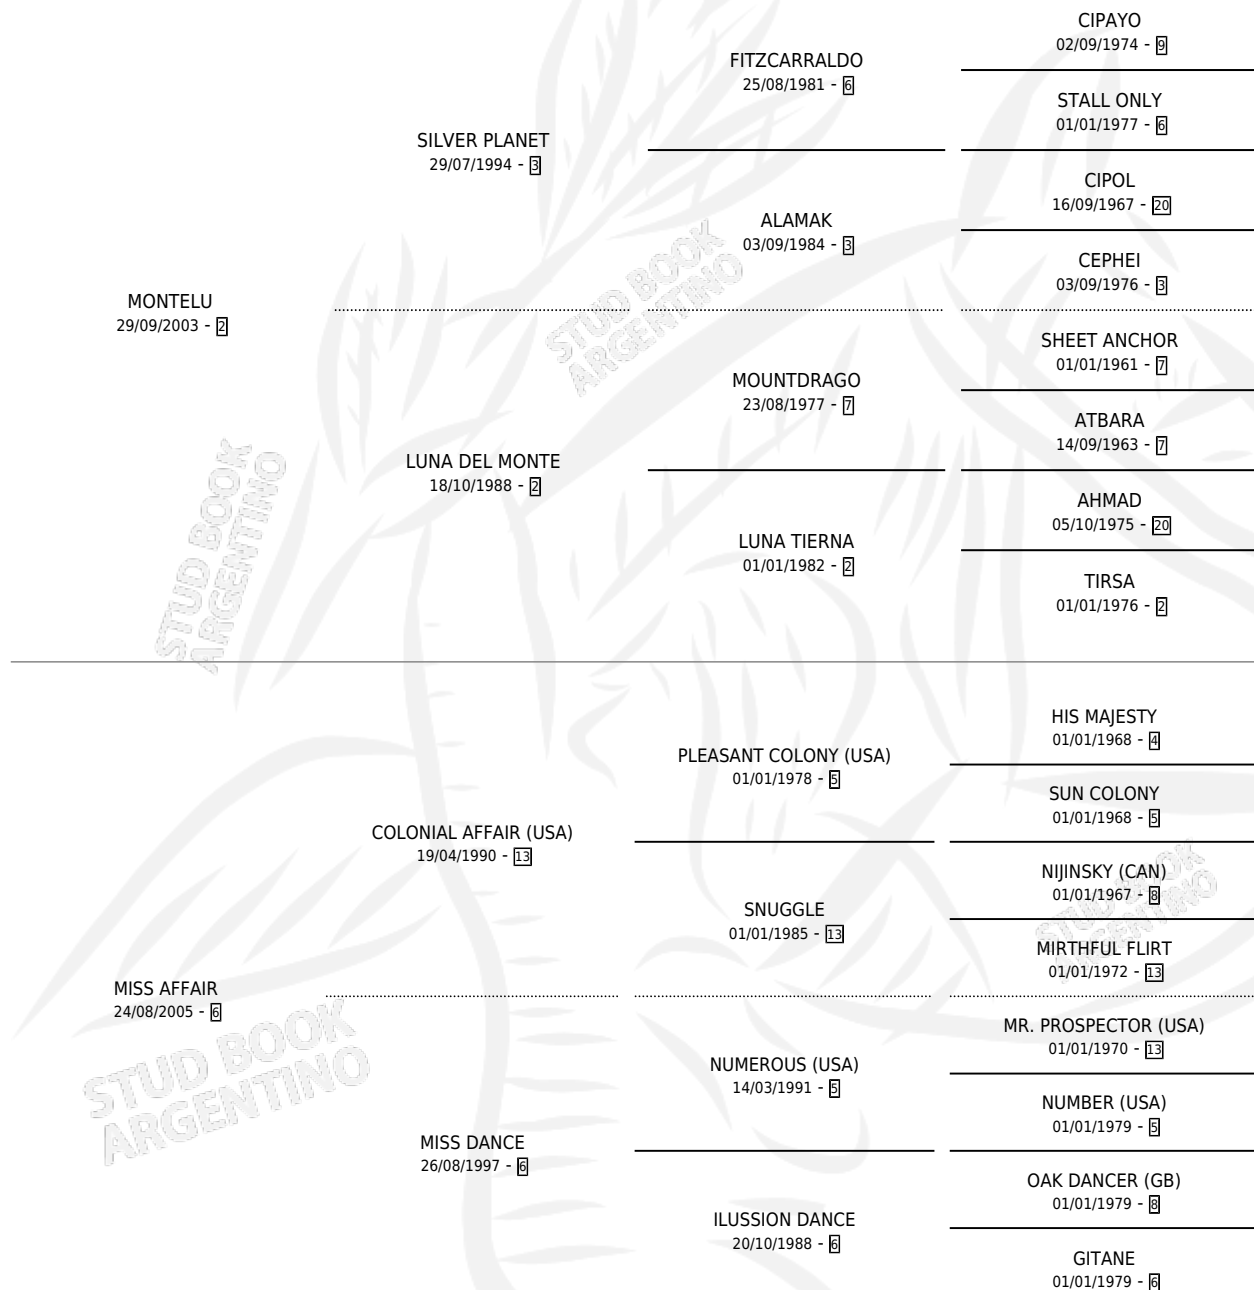 CIPAYO
02/09/1974 - 9
FITZCARRALDO
25/08/1981 - 6
STALL ONLY
01/01/1977 - 6
SILVER PLANET
29/07/1994 - 3
CIPOL
16/09/1967 - 20
ALAMAK
03/09/1984 - 3
CEPHEI
03/09/1976 - 3
MONTELU
29/09/2003 - 2
SHEET ANCHOR
01/01/1961 - 7
MOUNTDRAGO
23/08/1977 - 7
ATBARA
14/09/1963 - 7
LUNA DEL MONTE
18/10/1988 - 2
AHMAD
05/10/1975 - 20
LUNA TIERNA
01/01/1982 - 2
TIRSA
01/01/1976 - 2
HIS MAJESTY
01/01/1968 - 4
PLEASANT COLONY (USA)
01/01/1978 - 5
SUN COLONY
01/01/1968 - 5
COLONIAL AFFAIR (USA)
19/04/1990 - 13
NIJINSKY (CAN)
01/01/1967 - 8
SNUGGLE
01/01/1985 - 13
MIRTHFUL FLIRT
01/01/1972 - 13
MISS AFFAIR
24/08/2005 - 6
MR. PROSPECTOR (USA)
01/01/1970 - 13
NUMEROUS (USA)
14/03/1991 - 5
NUMBER (USA)
01/01/1979 - 5
MISS DANCE
26/08/1997 - 6
OAK DANCER (GB)
01/01/1979 - 8
ILUSSION DANCE
20/10/1988 - 6
GITANE
01/01/1979 - 6
STUD BOOK
ARGENTINO
STUD BOOK
ARGENTINO
STUD BOOK
ARGENTINO
STUD BOOK
ARGENTINO